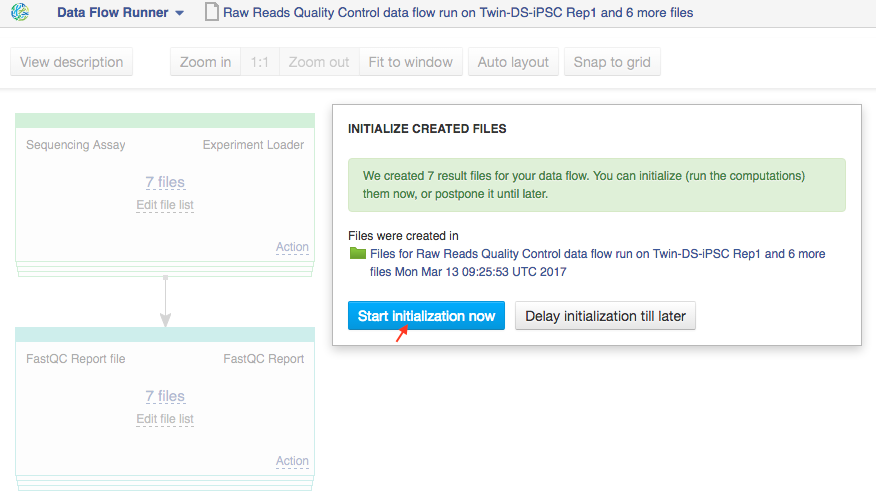 Data Flow Runner
Raw Reads Quality Control data flow run on Twin-DS-iPSC Rep1 and 6 more files
View description
Zoom in
1:1
Zoom out
Fit to window
Auto layout
Snap to grid
Sequencing Assay
Experiment Loader
7 files
Edit file list
Action
FastQC Report file
FastQC Report
7 files
Edit file list
Action
INITIALIZE CREATED FILES
We created 7 result files for your data flow. You can initialize (run the computations)
them now, or postpone it until later.
Files were created in
Files for Raw Reads Quality Control data flow run on Twin-DS-iPSC Rep1 and 6 more
files Mon Mar 13 09:25:53 UTC 2017
Start initialization now
Delay initialization till later